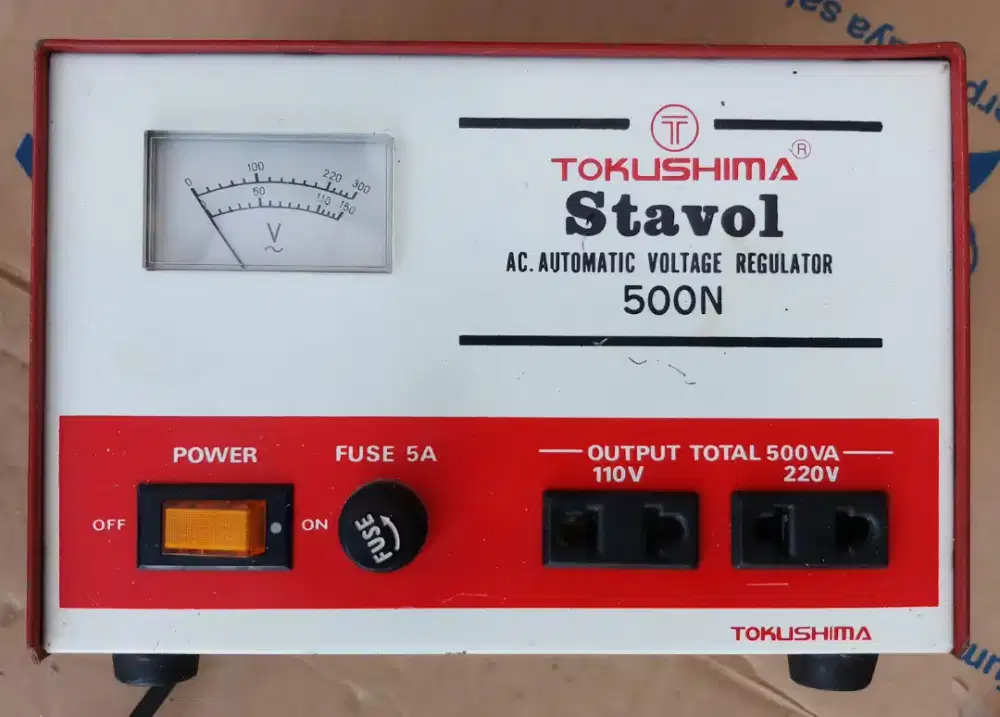 0 100 220 300
50 110 150
V
~
T
TOKUSHIMA®
Stavol
AC. AUTOMATIC VOLTAGE REGULATOR
500N
POWER
OFF
ON
FUSE 5A
FUSE
OUTPUT TOTAL 500VA
110V
220V
TOKUSHIMA